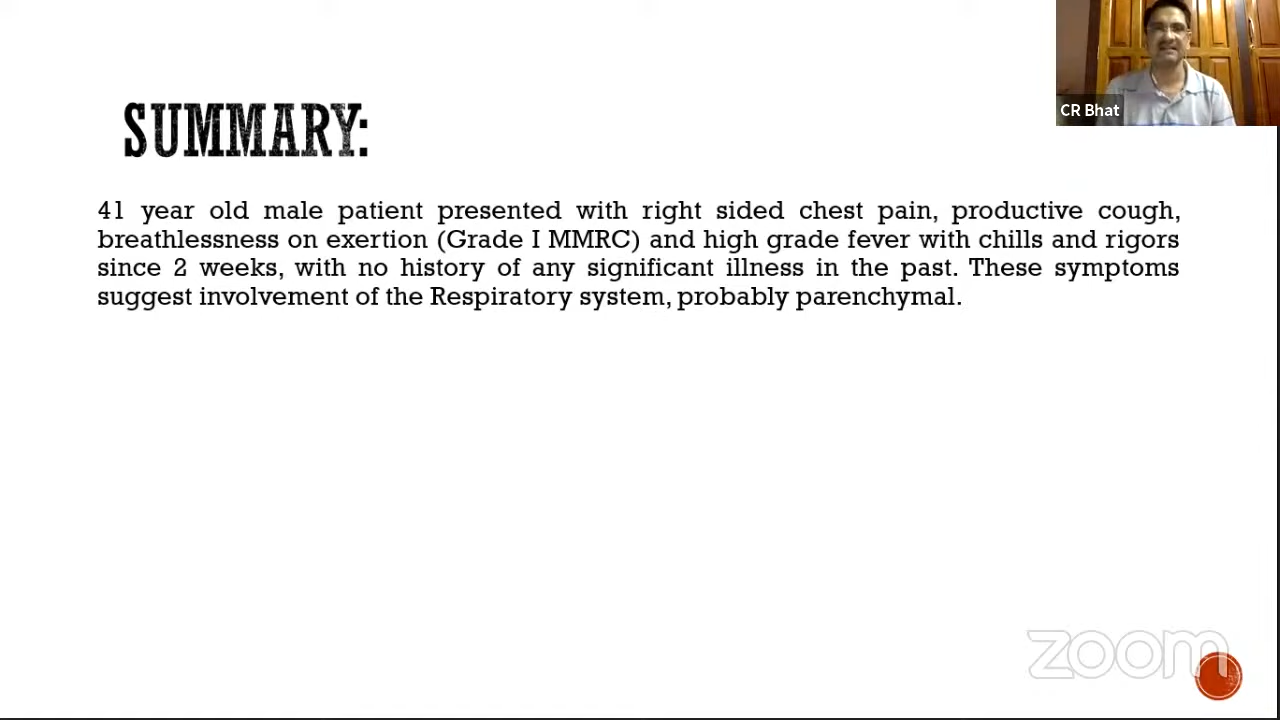 CR Bhat
SUMMARY:
41 year old male patient presented with right sided chest pain, productive cough,
breathlessness on exertion (Grade I MMRC) and high grade fever with chills and rigors
since 2 weeks, with no history of any significant illness in the past. These symptoms
suggest involvement of the Respiratory system, probably parenchymal.
zoom